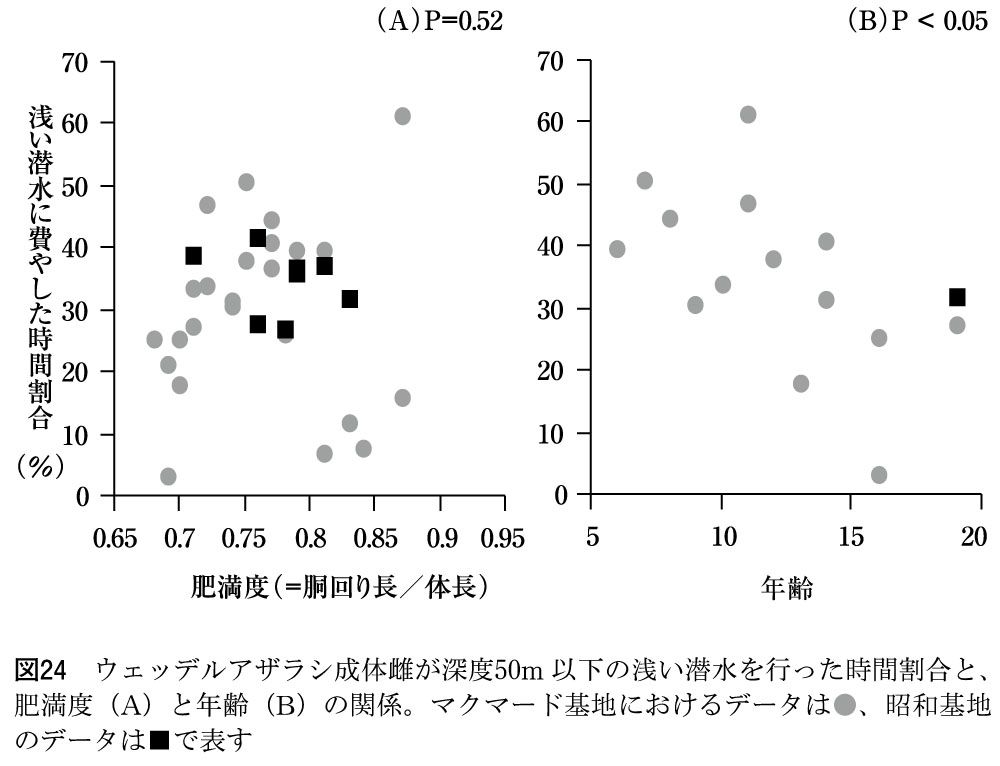 (A)P=0.52
70
60
50
40
30
20
10
0
浅い潜水に費やした時間割合
(%)
0.65 0.7 0.75 0.8 0.85 0.9 0.95
肥満度(=胴回り長/体長)
(B)P < 0.05
70
60
50
40
30
20
10
0
5 10 15 20
年齢
図24 ウェッデルアザラシ成体雌が深度50m 以下の浅い潜水を行った時間割合と、
肥満度(A)と年齢(B)の関係。マクマード基地におけるデータは●、昭和基地
のデータは■で表す